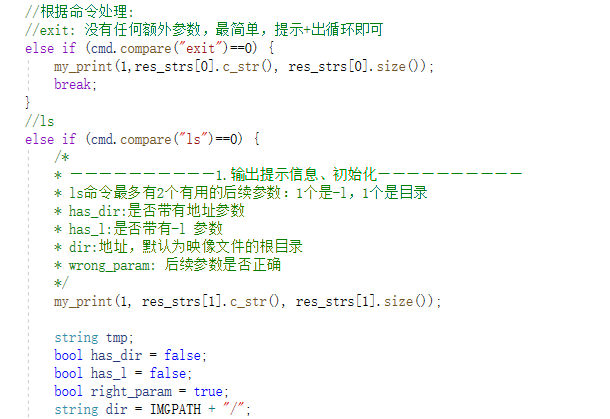 //根据命令处理:
//exit: 没有任何额外参数，最简单，提示+出循环即可
else if (cmd.compare("exit")==0) {
my_print(1,res_strs[0].c_str(), res_strs[0].size());
break;
}
//ls
else if (cmd.compare("ls")==0) {
/*
* －－－－－－－－－－1.输出提示信息、初始化－－－－－－－－－－
* ls命令最多有2个有用的后续参数：1个是-l，1个是目录
* has_dir:是否带有地址参数
* has_l:是否带有-l 参数
* dir:地址，默认为映像文件的根目录
* wrong_param: 后续参数是否正确
*/
my_print(1, res_strs[1].c_str(), res_strs[1].size());
string tmp;
bool has_dir = false;
bool has_l = false;
bool right_param = true;
string dir = IMGPATH + "/";